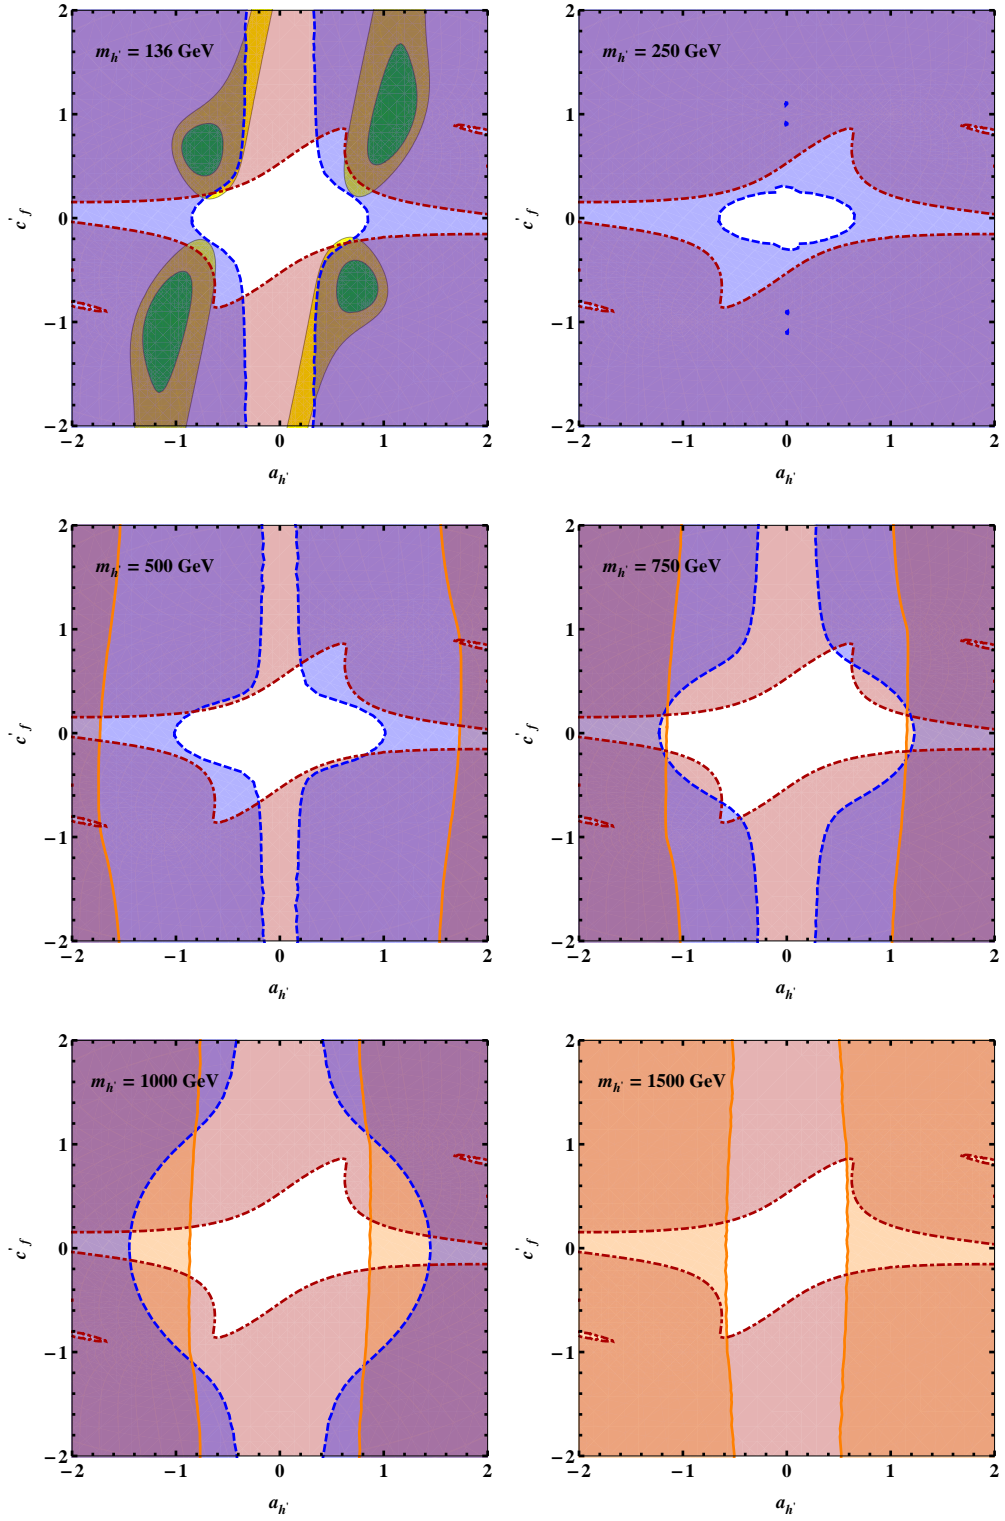 m_h' = 136 GeV
m_h' = 250 GeV
2
1
0
−1
−2
c'_f
−2 −1 0 1 2
a_h'
2
1
0
−1
−2
c'_f
−2 −1 0 1 2
a_h'
m_h' = 500 GeV
m_h' = 750 GeV
2
1
0
−1
−2
c'_f
−2 −1 0 1 2
a_h'
2
1
0
−1
−2
c'_f
−2 −1 0 1 2
a_h'
m_h' = 1000 GeV
m_h' = 1500 GeV
2
1
0
−1
−2
c'_f
−2 −1 0 1 2
a_h'
2
1
0
−1
−2
c'_f
−2 −1 0 1 2
a_h'